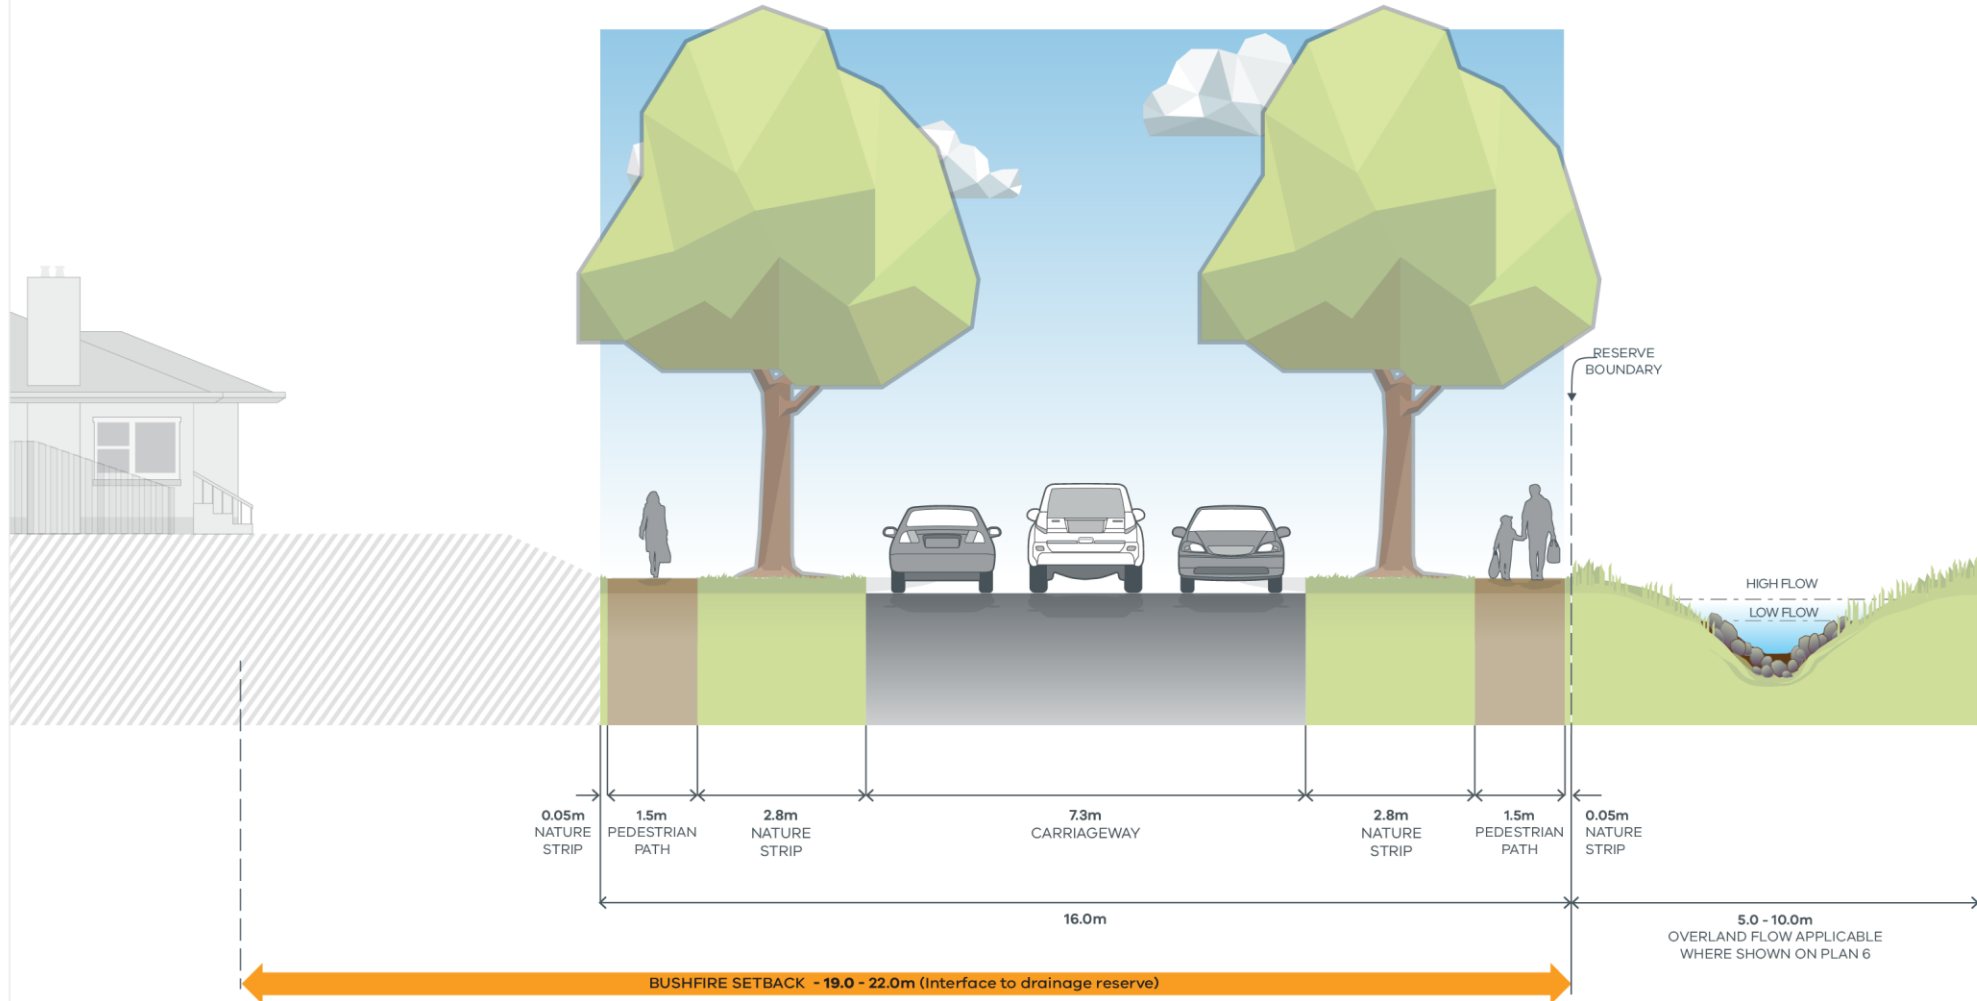 RESERVE
BOUNDARY
HIGH FLOW
LOW FLOW
0.05m
NATURE
STRIP
1.5m
PEDESTRIAN
PATH
2.8m
NATURE
STRIP
7.3m
CARRIAGEWAY
2.8m
NATURE
STRIP
1.5m
PEDESTRIAN
PATH
0.05m
NATURE
STRIP
16.0m
5.0 - 10.0m
OVERLAND FLOW APPLICABLE
WHERE SHOWN ON PLAN 6
BUSHFIRE SETBACK - 19.0 - 22.0m (Interface to drainage reserve)